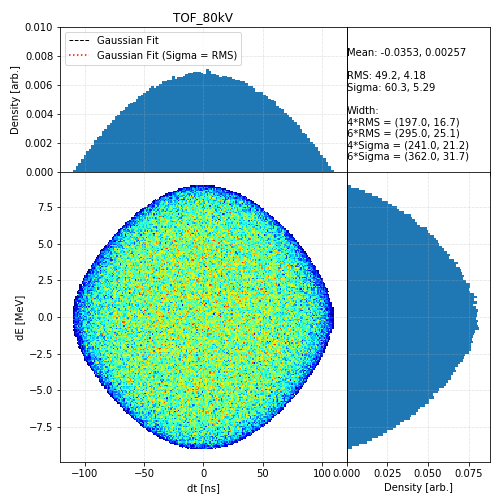 TOF_80kV
0.010
0.008
0.006
0.004
0.002
0.000
Density [arb.]
Gaussian Fit
Gaussian Fit (Sigma = RMS)
Mean: -0.0353, 0.00257
RMS: 49.2, 4.18
Sigma: 60.3, 5.29
Width:
4*RMS = (197.0, 16.7)
6*RMS = (295.0, 25.1)
4*Sigma = (241.0, 21.2)
6*Sigma = (362.0, 31.7)
7.5
5.0
2.5
0.0
−2.5
−5.0
−7.5
dE [MeV]
−100 −50 0 50 100
dt [ns]
0.000 0.025 0.050 0.075
Density [arb.]